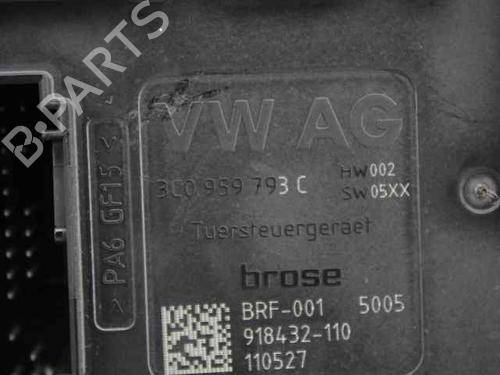 B-PARTS
VW AG
3C0 959 793 C HW002
SW05XX
Tuersteuergeraet
brose
BRF-001 5005
918432-110
110527
>PA6 GF15<